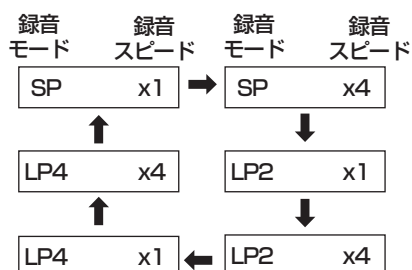 録音 録音 録音 録音
モード スピード モード スピード
SP x1 SP x4
LP4 x4 LP2 x1
LP4 x1 LP2 x4